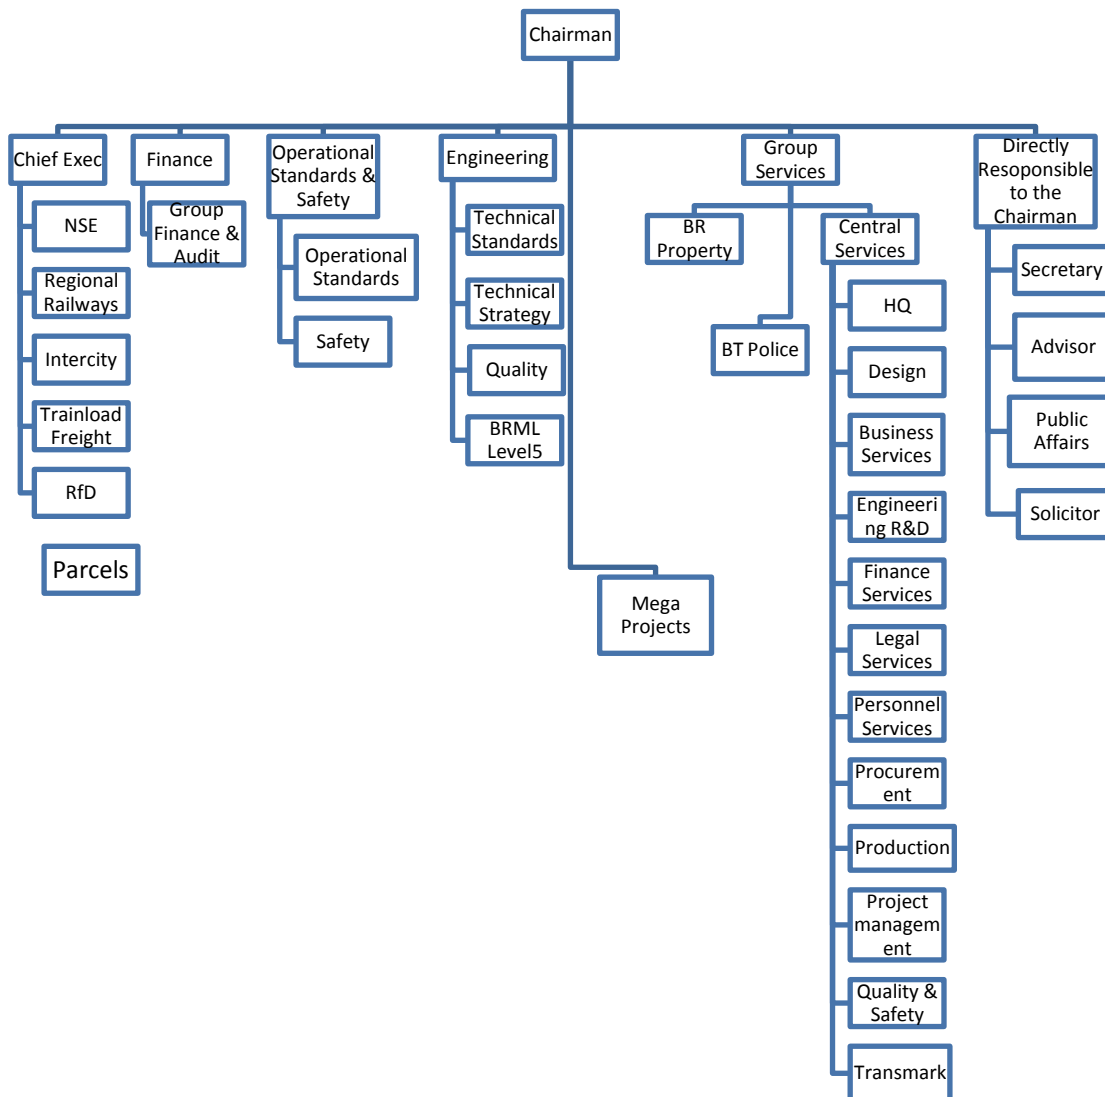 Chairman
Chief Exec
Finance
Operational
Standards &
Safety
Engineering
Group
Services
Directly
Resoponsible
to the
Chairman
NSE
Regional
Railways
Intercity
Trainload
Freight
RfD
Parcels
Group
Finance &
Audit
Operational
Standards
Safety
Technical
Standards
Technical
Strategy
Quality
BRML
Level5
Mega
Projects
BR
Property
BT Police
Central
Services
HQ
Design
Business
Services
Engineeri
ng R&D
Finance
Services
Legal
Services
Personnel
Services
Procurem
ent
Production
Project
managem
ent
Quality &
Safety
Transmark
Secretary
Advisor
Public
Affairs
Solicitor